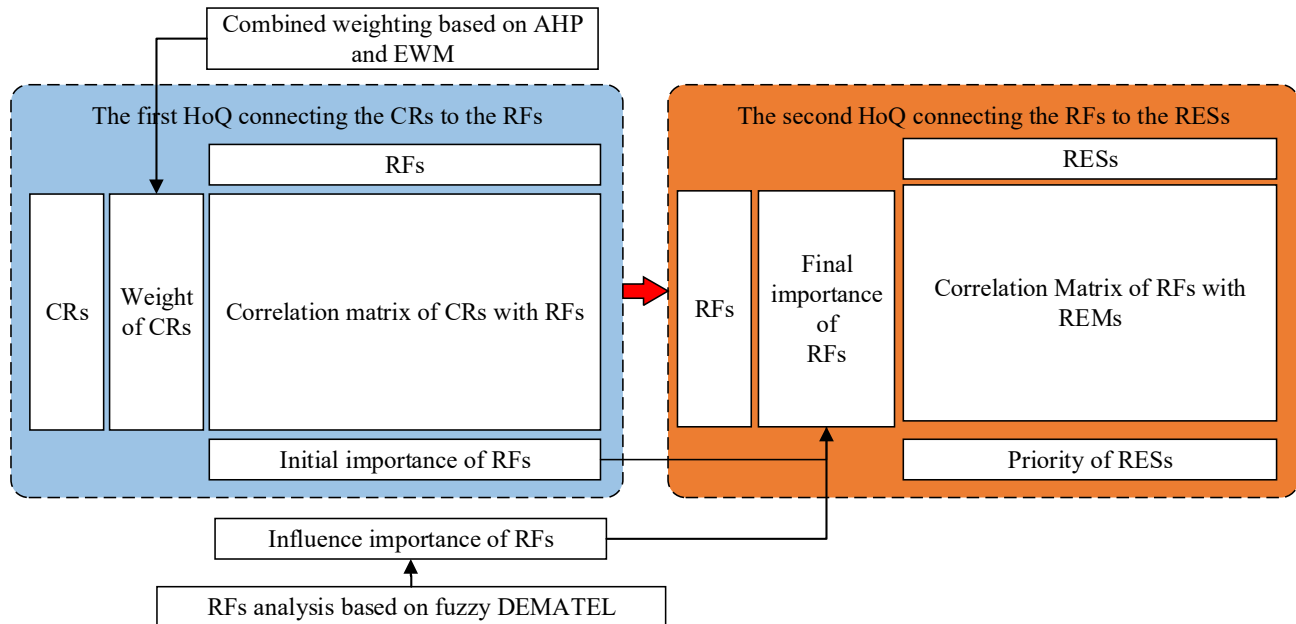 Combined weighting based on AHP
and EWM
The first HoQ connecting the CRs to the RFs
RFs
CRs
Weight
of CRs
Correlation matrix of CRs with RFs
Initial importance of RFs
The second HoQ connecting the RFs to the RESs
RESs
RFs
Final
importance
of
RFs
Correlation Matrix of RFs with
REMs
Priority of RESs
Influence importance of RFs
RFs analysis based on fuzzy DEMATEL